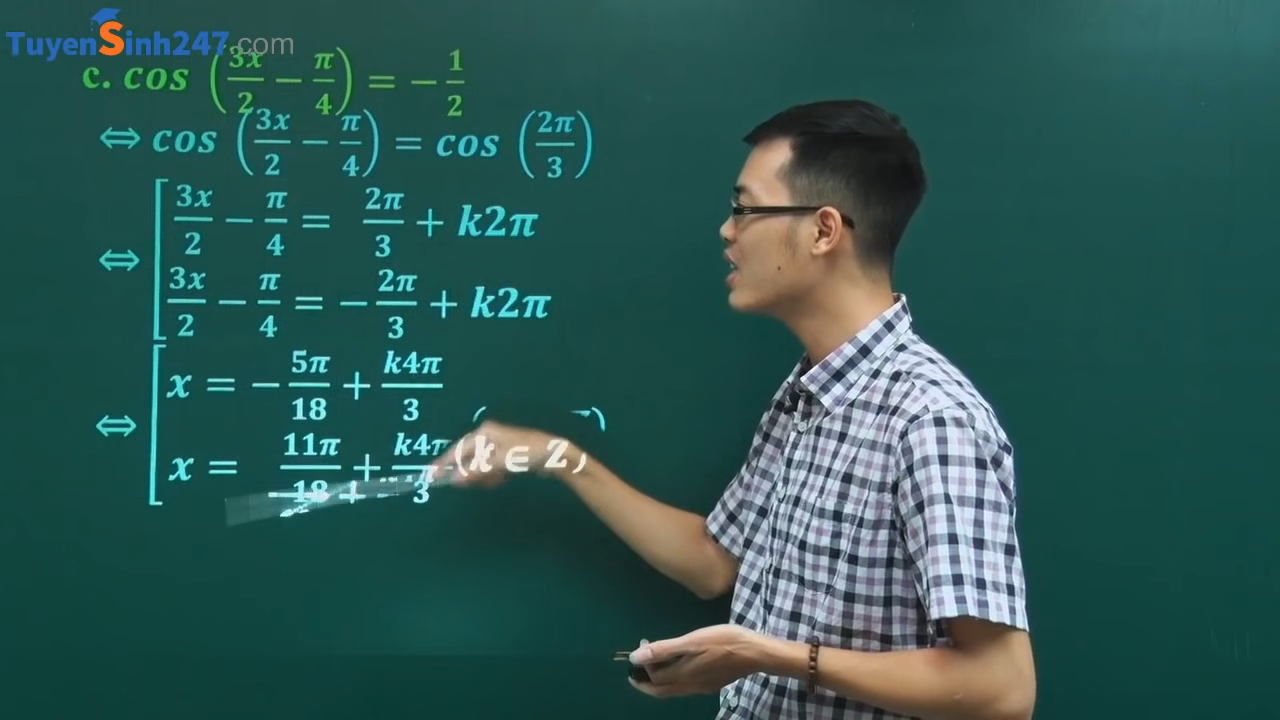 TuyenSinh247.com
c. cos (3x/2 − π/4) = − 1/2
⇔ cos (3x/2 − π/4) = cos (2π/3)
⇔ [ 3x/2 − π/4 = 2π/3 + k2π
3x/2 − π/4 = − 2π/3 + k2π
⇔ [ x = − 5π/18 + k4π/3
x = 11π/18 + k4π/3 (k ∈ Z)